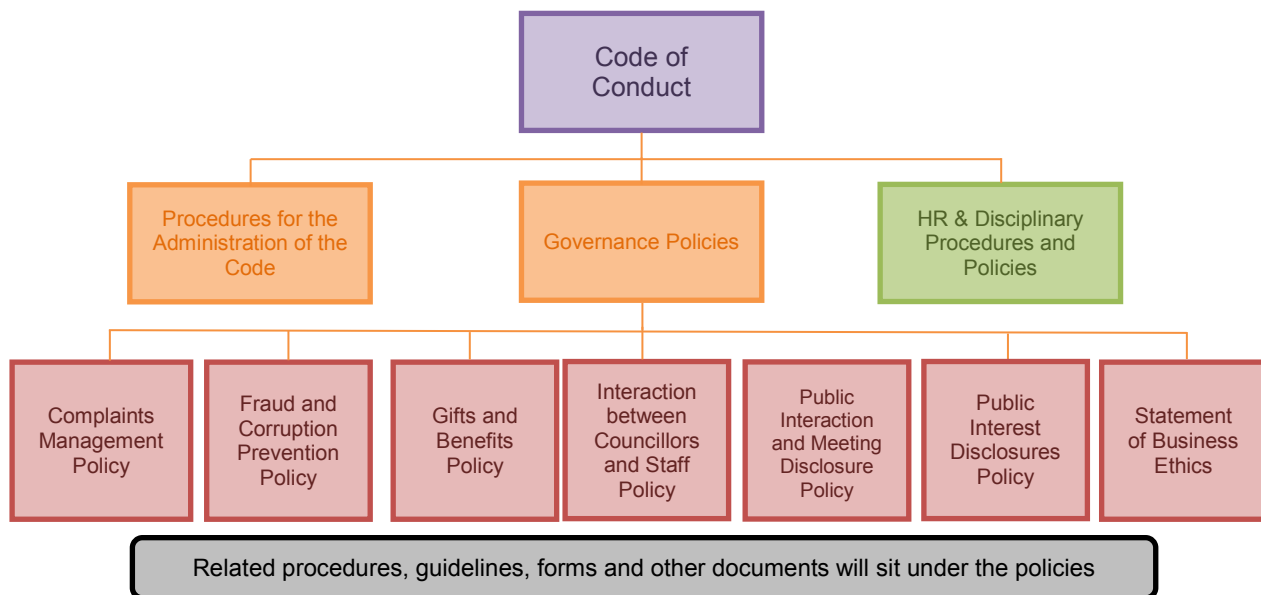 Code of
Conduct
Procedures for the
Administration of the
Code
Governance Policies
HR & Disciplinary
Procedures and
Policies
Complaints
Management
Policy
Fraud and
Corruption
Prevention
Policy
Gifts and
Benefits
Policy
Interaction
between
Councillors
and Staff
Policy
Public
Interaction
and Meeting
Disclosure
Policy
Public
Interest
Disclosures
Policy
Statement
of Business
Ethics
Related procedures, guidelines, forms and other documents will sit under the policies